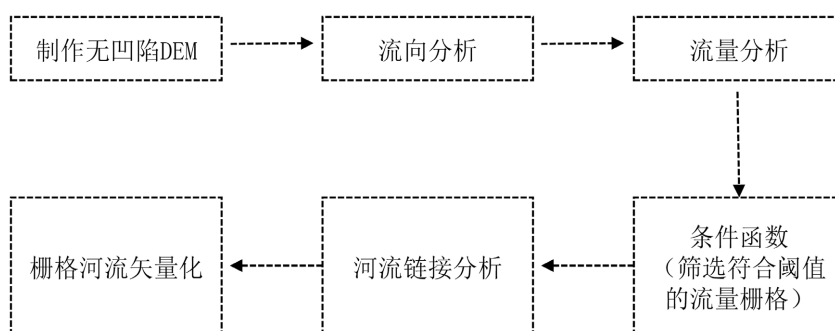 制作无凹陷DEM
流向分析
流量分析
条件函数
（筛选符合阈值
的流量栅格）
河流链接分析
栅格河流矢量化